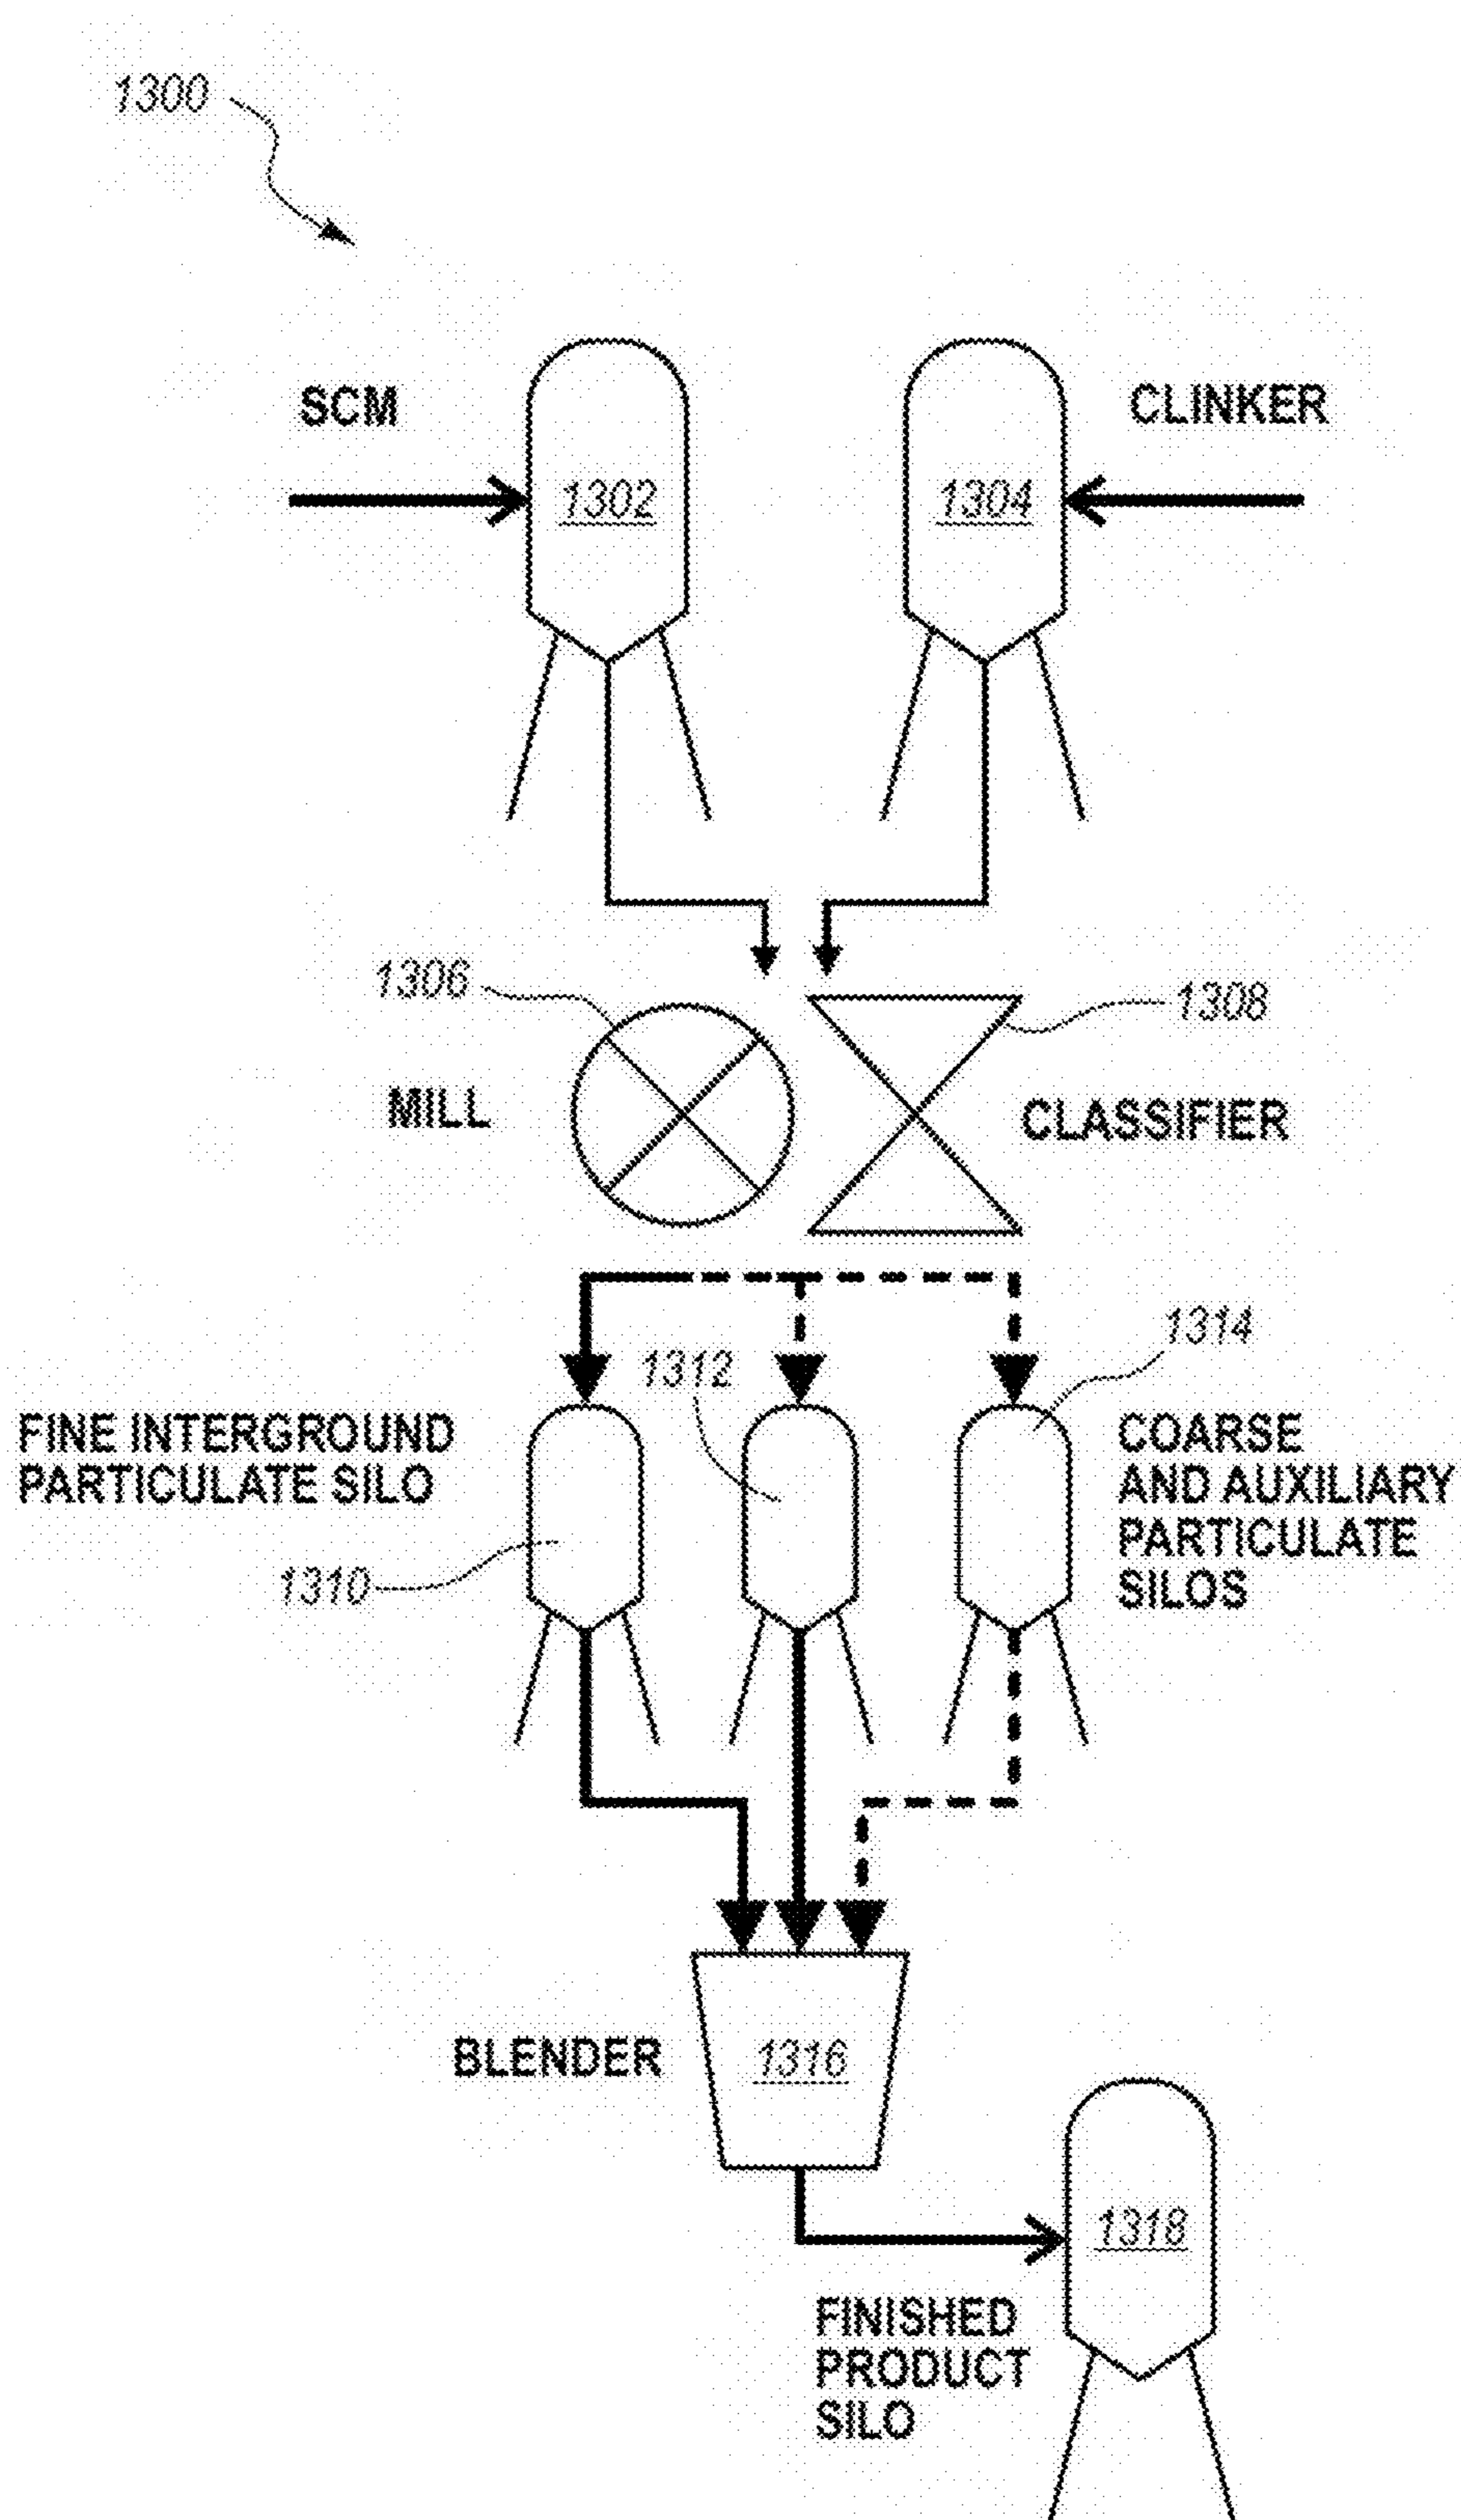 1300
SCM
CLINKER
1302
1304
1306
1308
MILL
CLASSIFIER
1314
1312
FINE INTERGROUND
PARTICULATE SILO
COARSE
AND AUXILIARY
PARTICULATE
SILOS
1310
BLENDER
1316
1318
FINISHED
PRODUCT
SILO